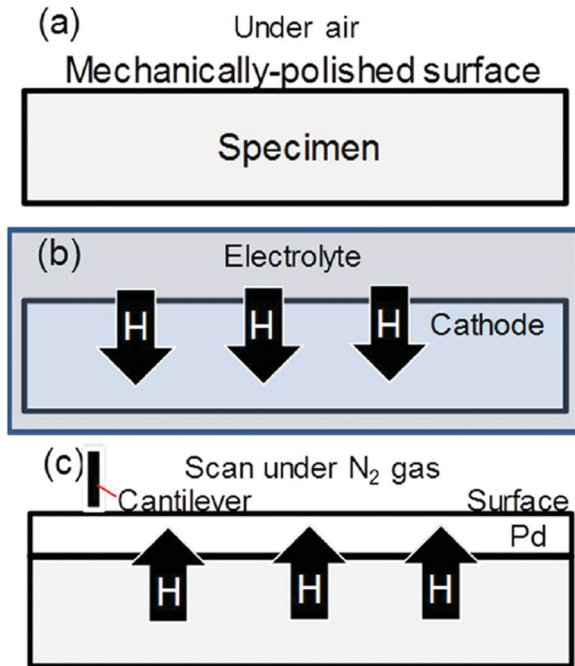 (a)
Under air
Mechanically-polished surface
Specimen
(b)
Electrolyte
H H H
Cathode
(c)
Scan under N₂ gas
Cantilever
Surface
Pd
H H H